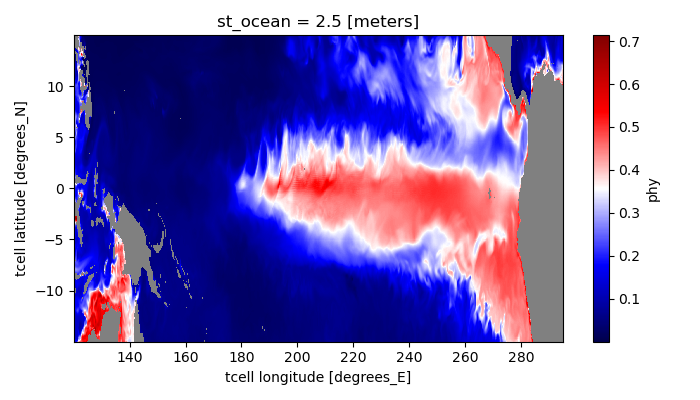 st_ocean = 2.5 [meters]
tcell latitude [degrees_N]
10
5
0
−5
−10
140 160 180 200 220 240 260 280
tcell longitude [degrees_E]
0.7
0.6
0.5
0.4
0.3
0.2
0.1
phy